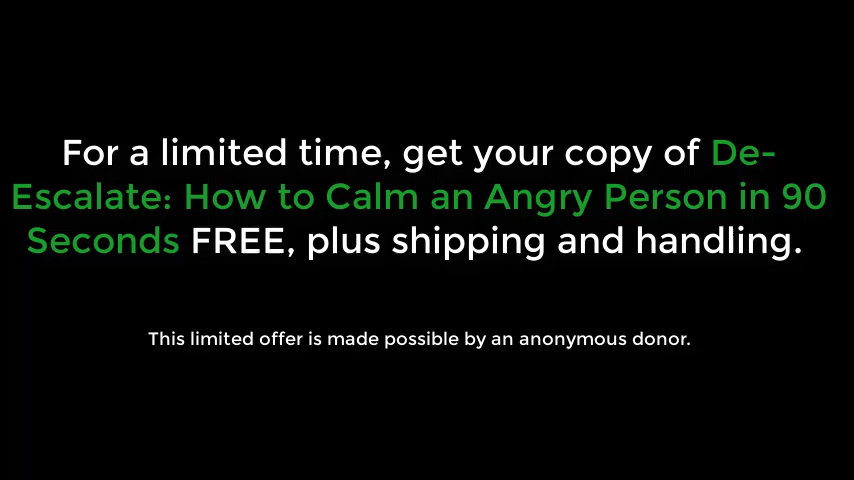 For a limited time, get your copy of De-
Escalate: How to Calm an Angry Person in 90
Seconds FREE, plus shipping and handling.
This limited offer is made possible by an anonymous donor.